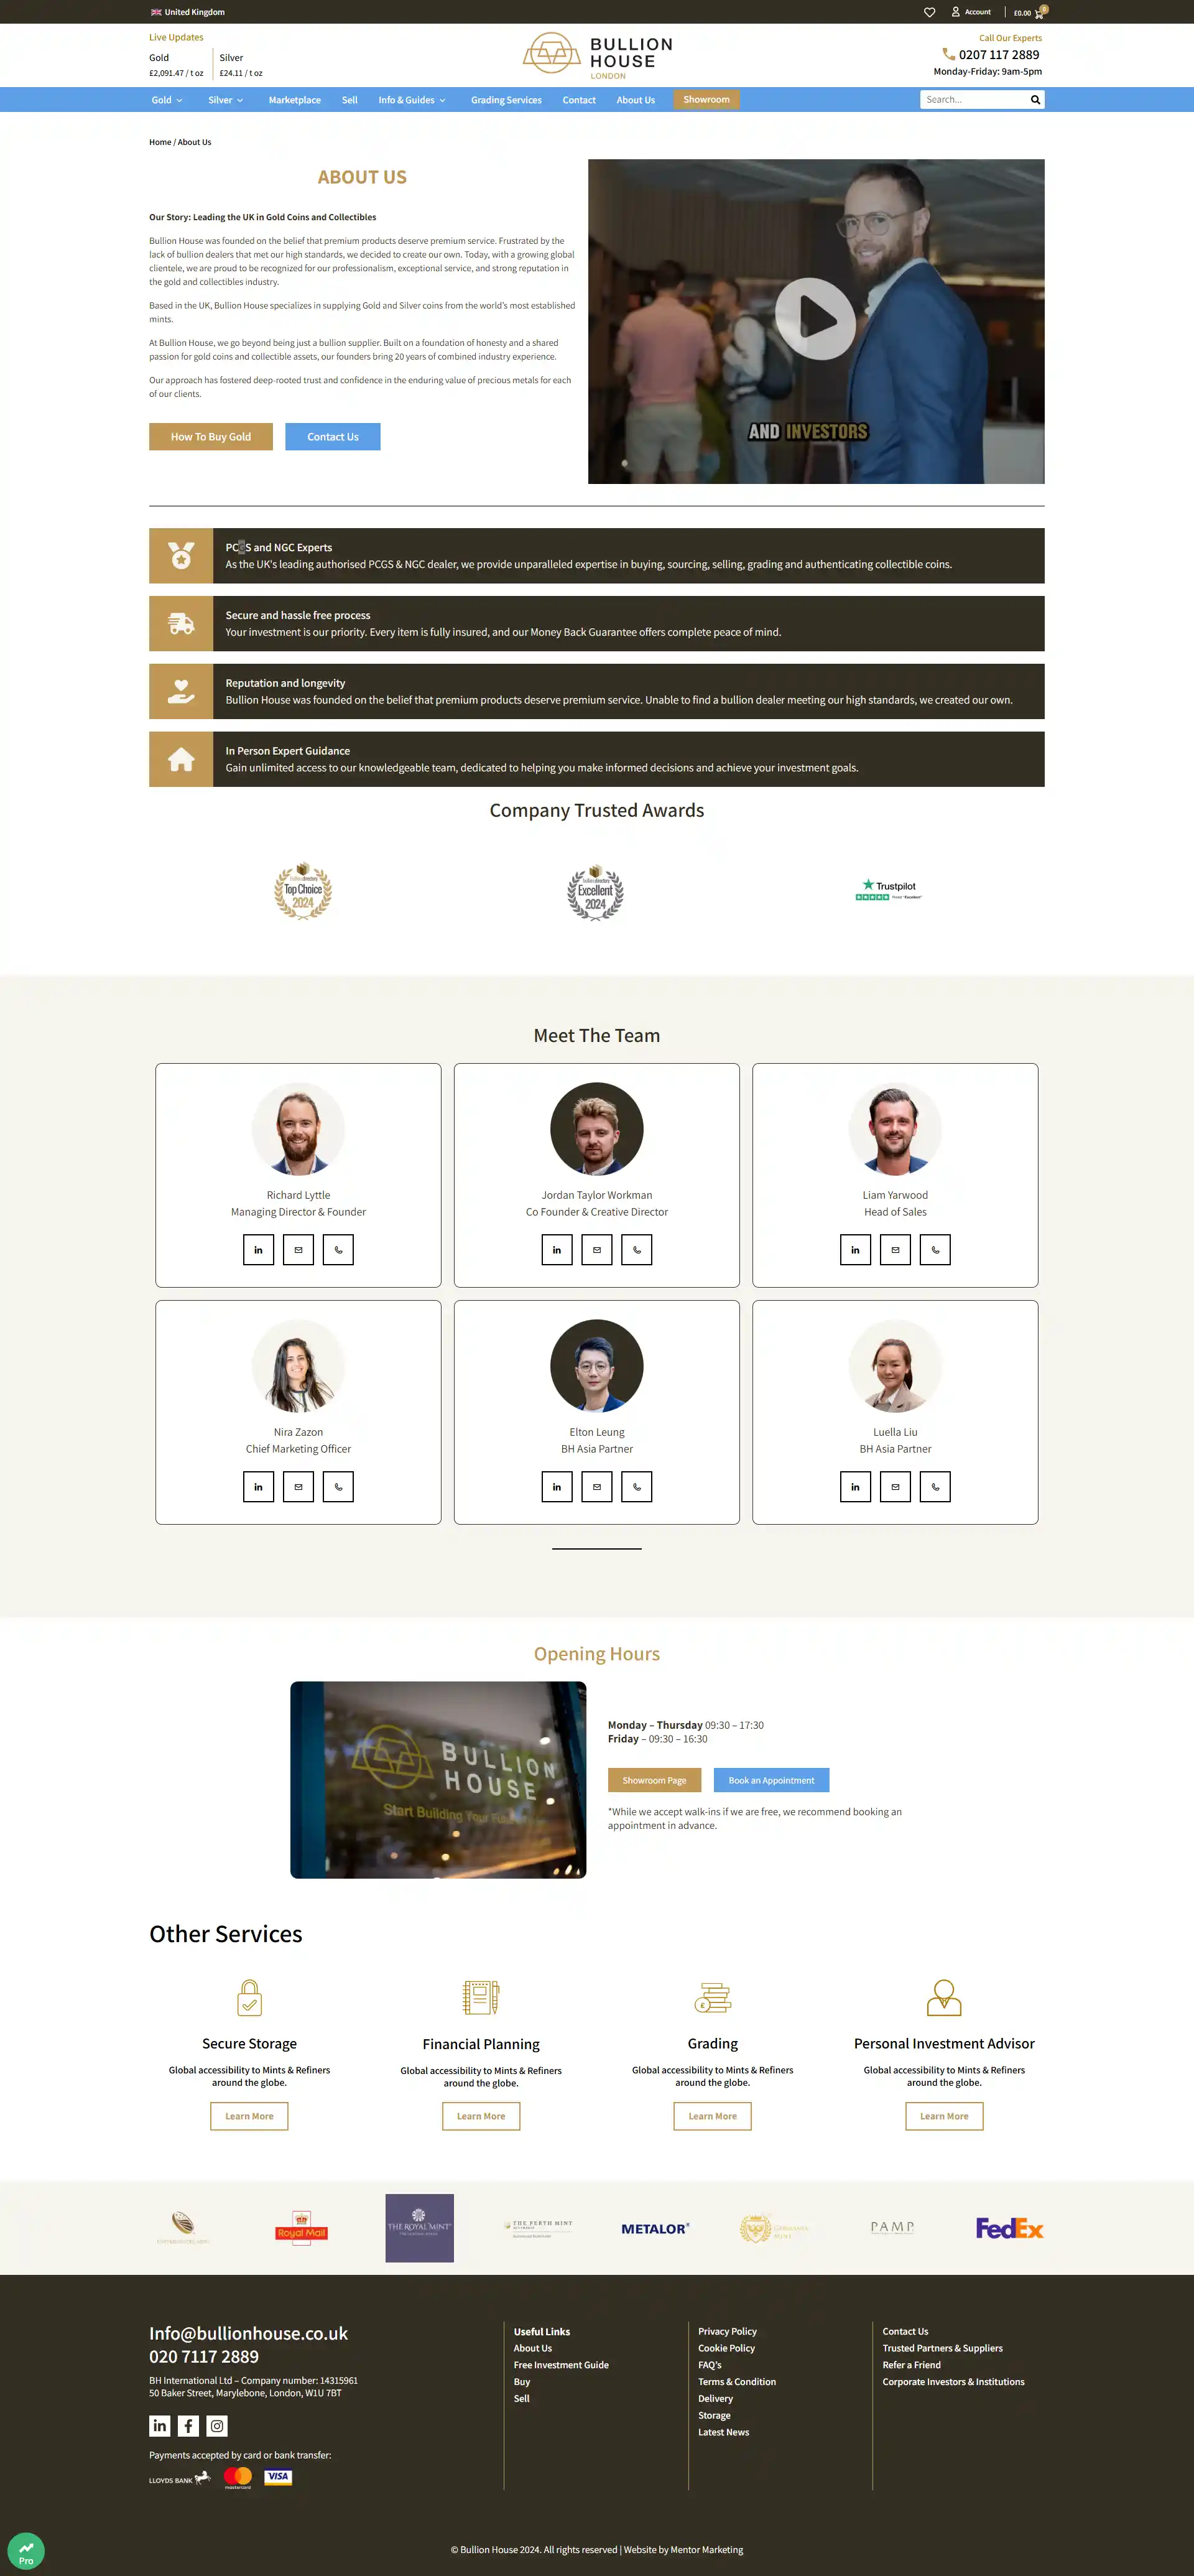 United Kingdom
Account
£0.00
0
Live Updates
Gold
Silver
£2,091.47 / t oz
£24.11 / t oz
BULLION
HOUSE
LONDON
Call Our Experts
0207 117 2889
Monday-Friday: 9am-5pm
Gold
Silver
Marketplace
Sell
Info & Guides
Grading Services
Contact
About Us
Showroom
Search...
Home / About Us
ABOUT US
Our Story: Leading the UK in Gold Coins and Collectibles
Bullion House was founded on the belief that premium products deserve premium service. Frustrated by the
lack of bullion dealers that met our high standards, we decided to create our own. Today, with a growing global
clientele, we are proud to be recognized for our professionalism, exceptional service, and strong reputation in
the gold and collectibles industry.
Based in the UK, Bullion House specializes in supplying Gold and Silver coins from the world's most established
mints.
At Bullion House, we go beyond being just a bullion supplier. Built on a foundation of honesty and a shared
passion for gold coins and collectible assets, our founders bring 20 years of combined industry experience.
Our approach has fostered deep-rooted trust and confidence in the enduring value of precious metals for each
of our clients.
How To Buy Gold
Contact Us
AND INVESTORS
PCGS and NGC Experts
As the UK's leading authorised PCGS & NGC dealer, we provide unparalleled expertise in buying, sourcing, selling, grading and authenticating collectible coins.
Secure and hassle free process
Your investment is our priority. Every item is fully insured, and our Money Back Guarantee offers complete peace of mind.
Reputation and longevity
Bullion House was founded on the belief that premium products deserve premium service. Unable to find a bullion dealer meeting our high standards, we created our own.
In Person Expert Guidance
Gain unlimited access to our knowledgeable team, dedicated to helping you make informed decisions and achieve your investment goals.
Company Trusted Awards
Top Choice
2024
Excellent
2024
Trustpilot
Meet The Team
Richard Lyttle
Managing Director & Founder
Jordan Taylor Workman
Co Founder & Creative Director
Liam Yarwood
Head of Sales
Nira Zazon
Chief Marketing Officer
Elton Leung
BH Asia Partner
Luella Liu
BH Asia Partner
Opening Hours
BULLION
HOUSE
Start Building Your
Monday – Thursday 09:30 – 17:30
Friday – 09:30 – 16:30
Showroom Page
Book an Appointment
*While we accept walk-ins if we are free, we recommend booking an
appointment in advance.
Other Services
Secure Storage
Global accessibility to Mints & Refiners
around the globe.
Learn More
Financial Planning
Global accessibility to Mints & Refiners
around the globe.
Learn More
Grading
Global accessibility to Mints & Refiners
around the globe.
Learn More
Personal Investment Advisor
Global accessibility to Mints & Refiners
around the globe.
Learn More
Royal Mail
THE ROYAL MINT
THE PERTH MINT
METALOR
GERMANIA
MINT
PAMP
FedEx
Info@bullionhouse.co.uk
020 7117 2889
BH International Ltd – Company number: 14315961
50 Baker Street, Marylebone, London, W1U 7BT
Payments accepted by card or bank transfer:
LLOYDS BANK
mastercard
VISA
Useful Links
About Us
Free Investment Guide
Buy
Sell
Privacy Policy
Cookie Policy
FAQ's
Terms & Condition
Delivery
Storage
Latest News
Contact Us
Trusted Partners & Suppliers
Refer a Friend
Corporate Investors & Institutions
Pro
© Bullion House 2024. All rights reserved | Website by Mentor Marketing